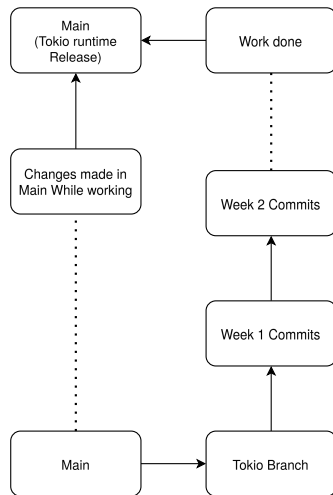 Main
(Tokio runtime
Release)
Work done
Changes made in
Main While working
Week 2 Commits
Week 1 Commits
Main
Tokio Branch